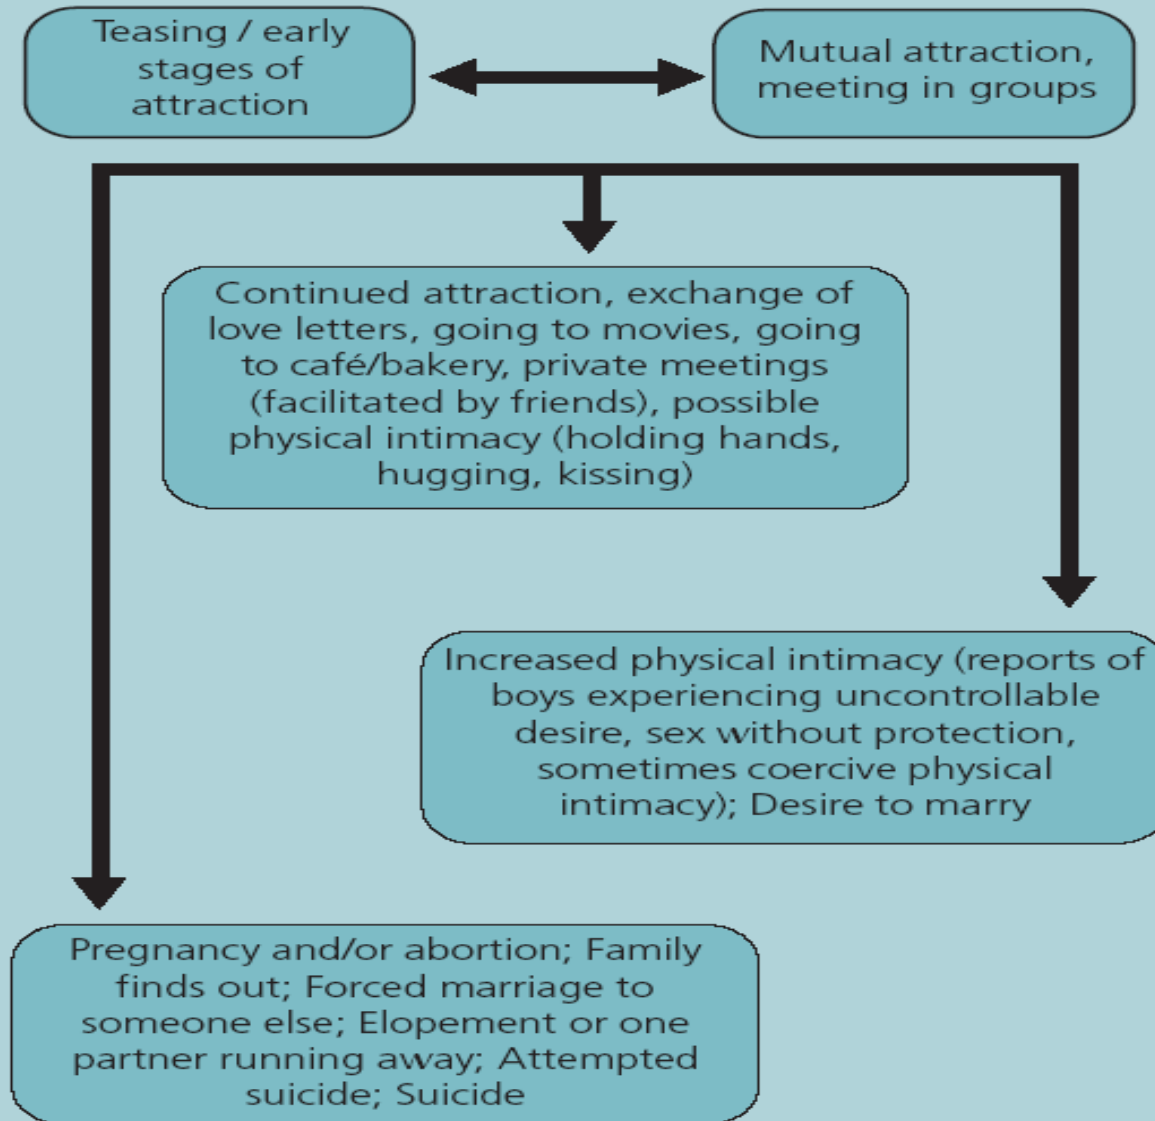 Teasing / early
stages of
attraction
Mutual attraction,
meeting in groups
Continued attraction, exchange of
love letters, going to movies, going
to café/bakery, private meetings
(facilitated by friends), possible
physical intimacy (holding hands,
hugging, kissing)
Increased physical intimacy (reports of
boys experiencing uncontrollable
desire, sex without protection,
sometimes coercive physical
intimacy); Desire to marry
Pregnancy and/or abortion; Family
finds out; Forced marriage to
someone else; Elopement or one
partner running away; Attempted
suicide; Suicide